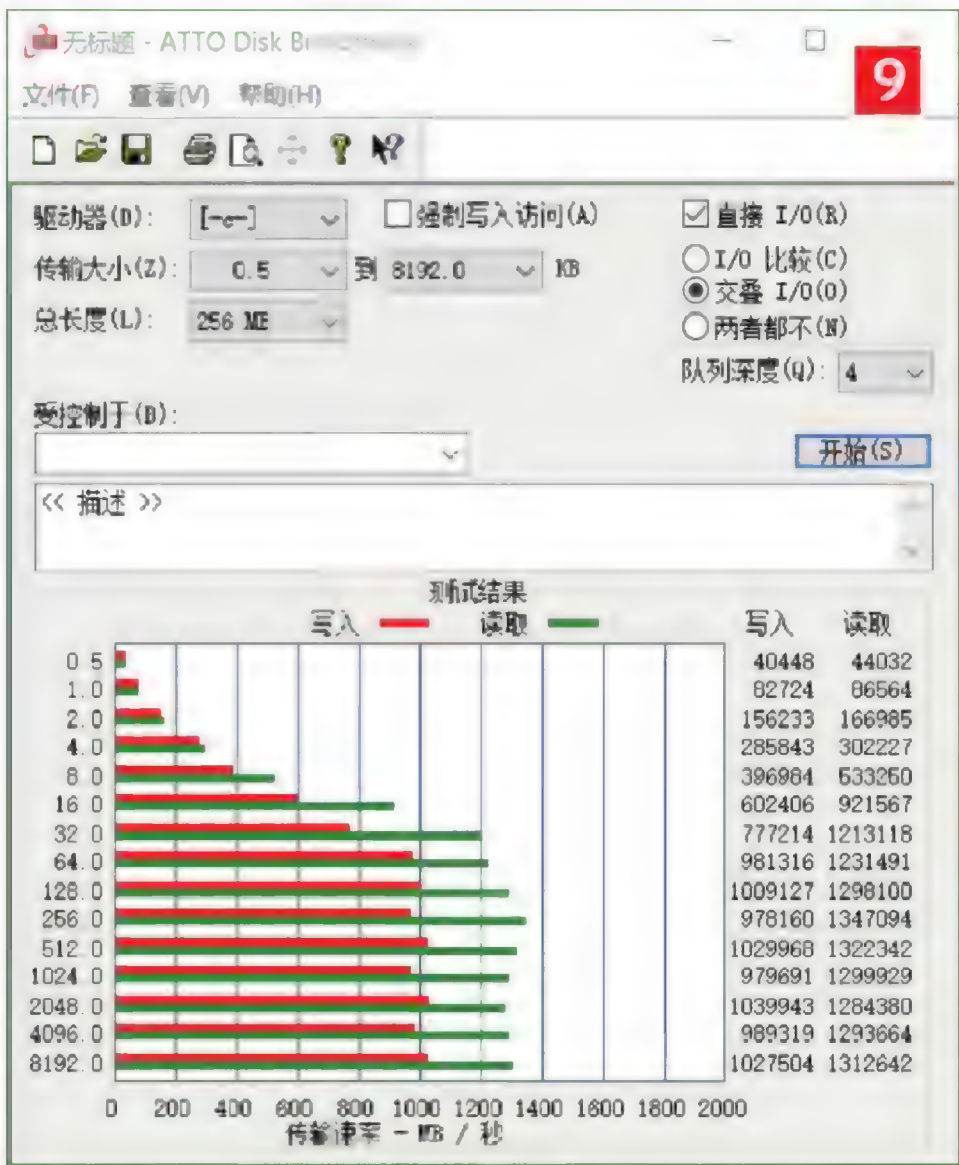 无标题 - ATTO Disk
9
文件(F) 查看(V) 帮助(H)
驱动器(D): [-c-] 强制写入访问(A) 直接 I/O(R)
传输大小(Z): 0.5 到 8192.0 KB I/O 比较(C)
交叠 I/O(O)
总长度(L): 256 MB 两者都不(N)
队列深度(Q): 4
受控制于(B):
开始(S)
<< 描述 >>
测试结果
写入 读取 写入 读取
0.5 40448 44032
1.0 82724 86564
2.0 156233 166985
4.0 285843 302227
8.0 396984 533250
16.0 602406 921567
32.0 777214 1213118
64.0 981316 1231491
128.0 1009127 1298100
256.0 978160 1347094
512.0 1029968 1322342
1024.0 979691 1299929
2048.0 1039943 1284380
4096.0 989319 1293664
8192.0 1027504 1312642
0 200 400 600 800 1000 1200 1400 1600 1800 2000
传输速率 - MB / 秒